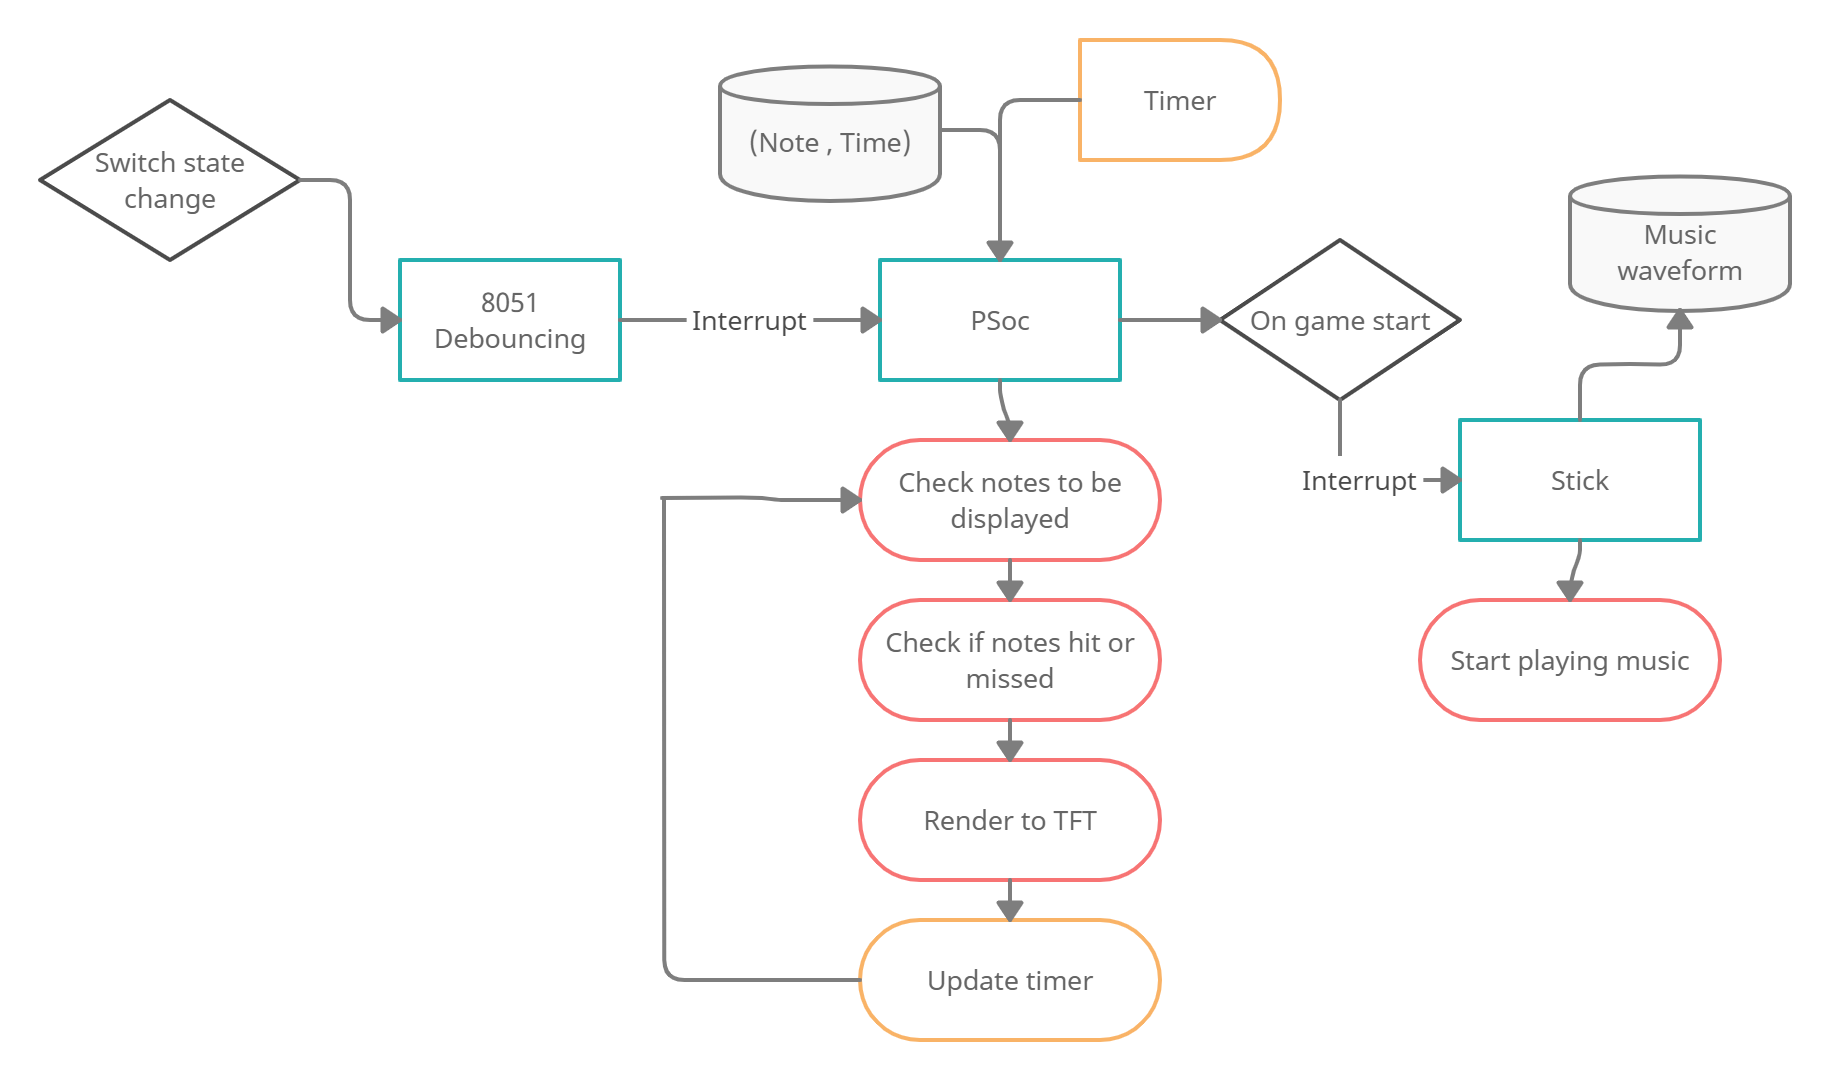 Timer
(Note , Time)
Switch state
change
Music
waveform
8051
Debouncing
Interrupt
PSoc
On game start
Check notes to be
displayed
Interrupt
Stick
Check if notes hit or
missed
Start playing music
Render to TFT
Update timer